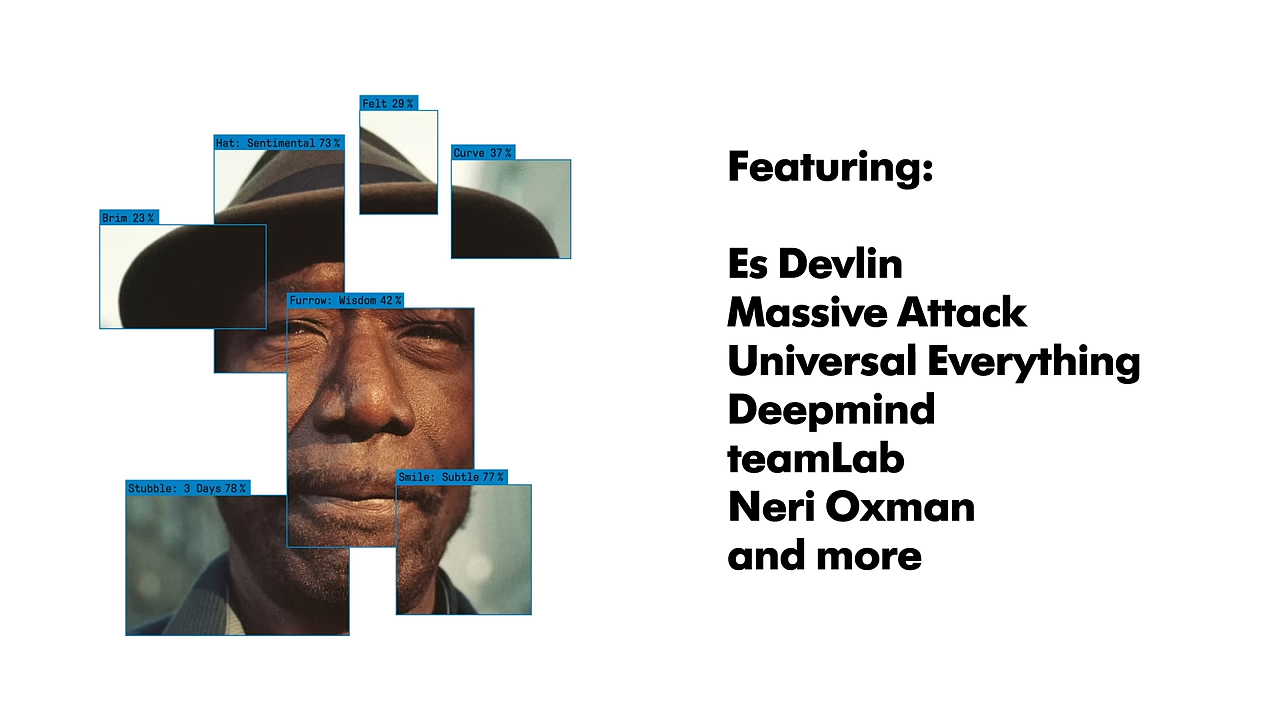 Felt 29%
Hat: Sentimental 73%
Curve 37%
Brim 23%
Furrow: Wisdom 42%
Smile: Subtle 77%
Stubble: 3 Days 78%
Featuring:
Es Devlin
Massive Attack
Universal Everything
Deepmind
teamLab
Neri Oxman
and more